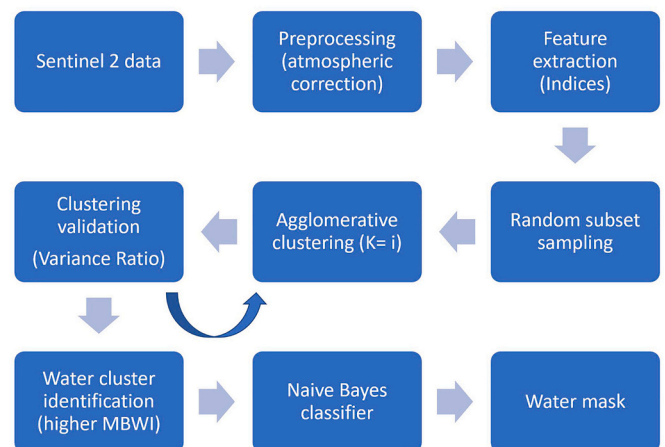 Sentinel 2 data
Preprocessing
(atmospheric
correction)
Feature
extraction
(Indices)
Random subset
sampling
Agglomerative
clustering (K= i)
Clustering
validation
(Variance Ratio)
Water cluster
identification
(higher MBWI)
Naive Bayes
classifier
Water mask